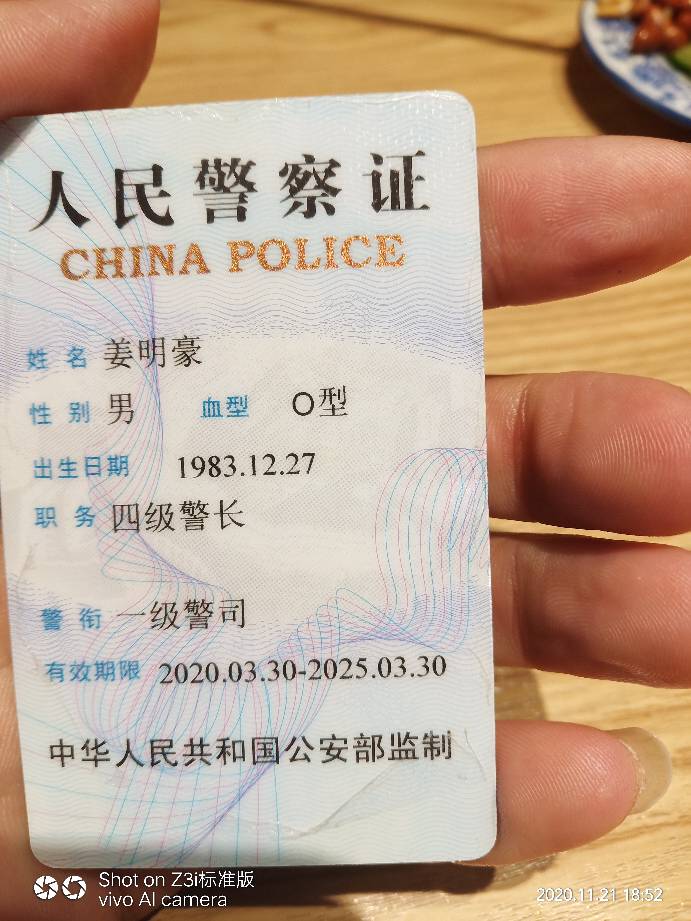 人民警察证
CHINA POLICE
姓 名 姜明豪
性 别 男 血型 O型
出生日期 1983.12.27
职 务 四级警长
警 衔 一级警司
有效期限 2020.03.30-2025.03.30
中华人民共和国公安部监制
Shot on Z3i标准版
vivo AI camera
2020.11.21 18:52